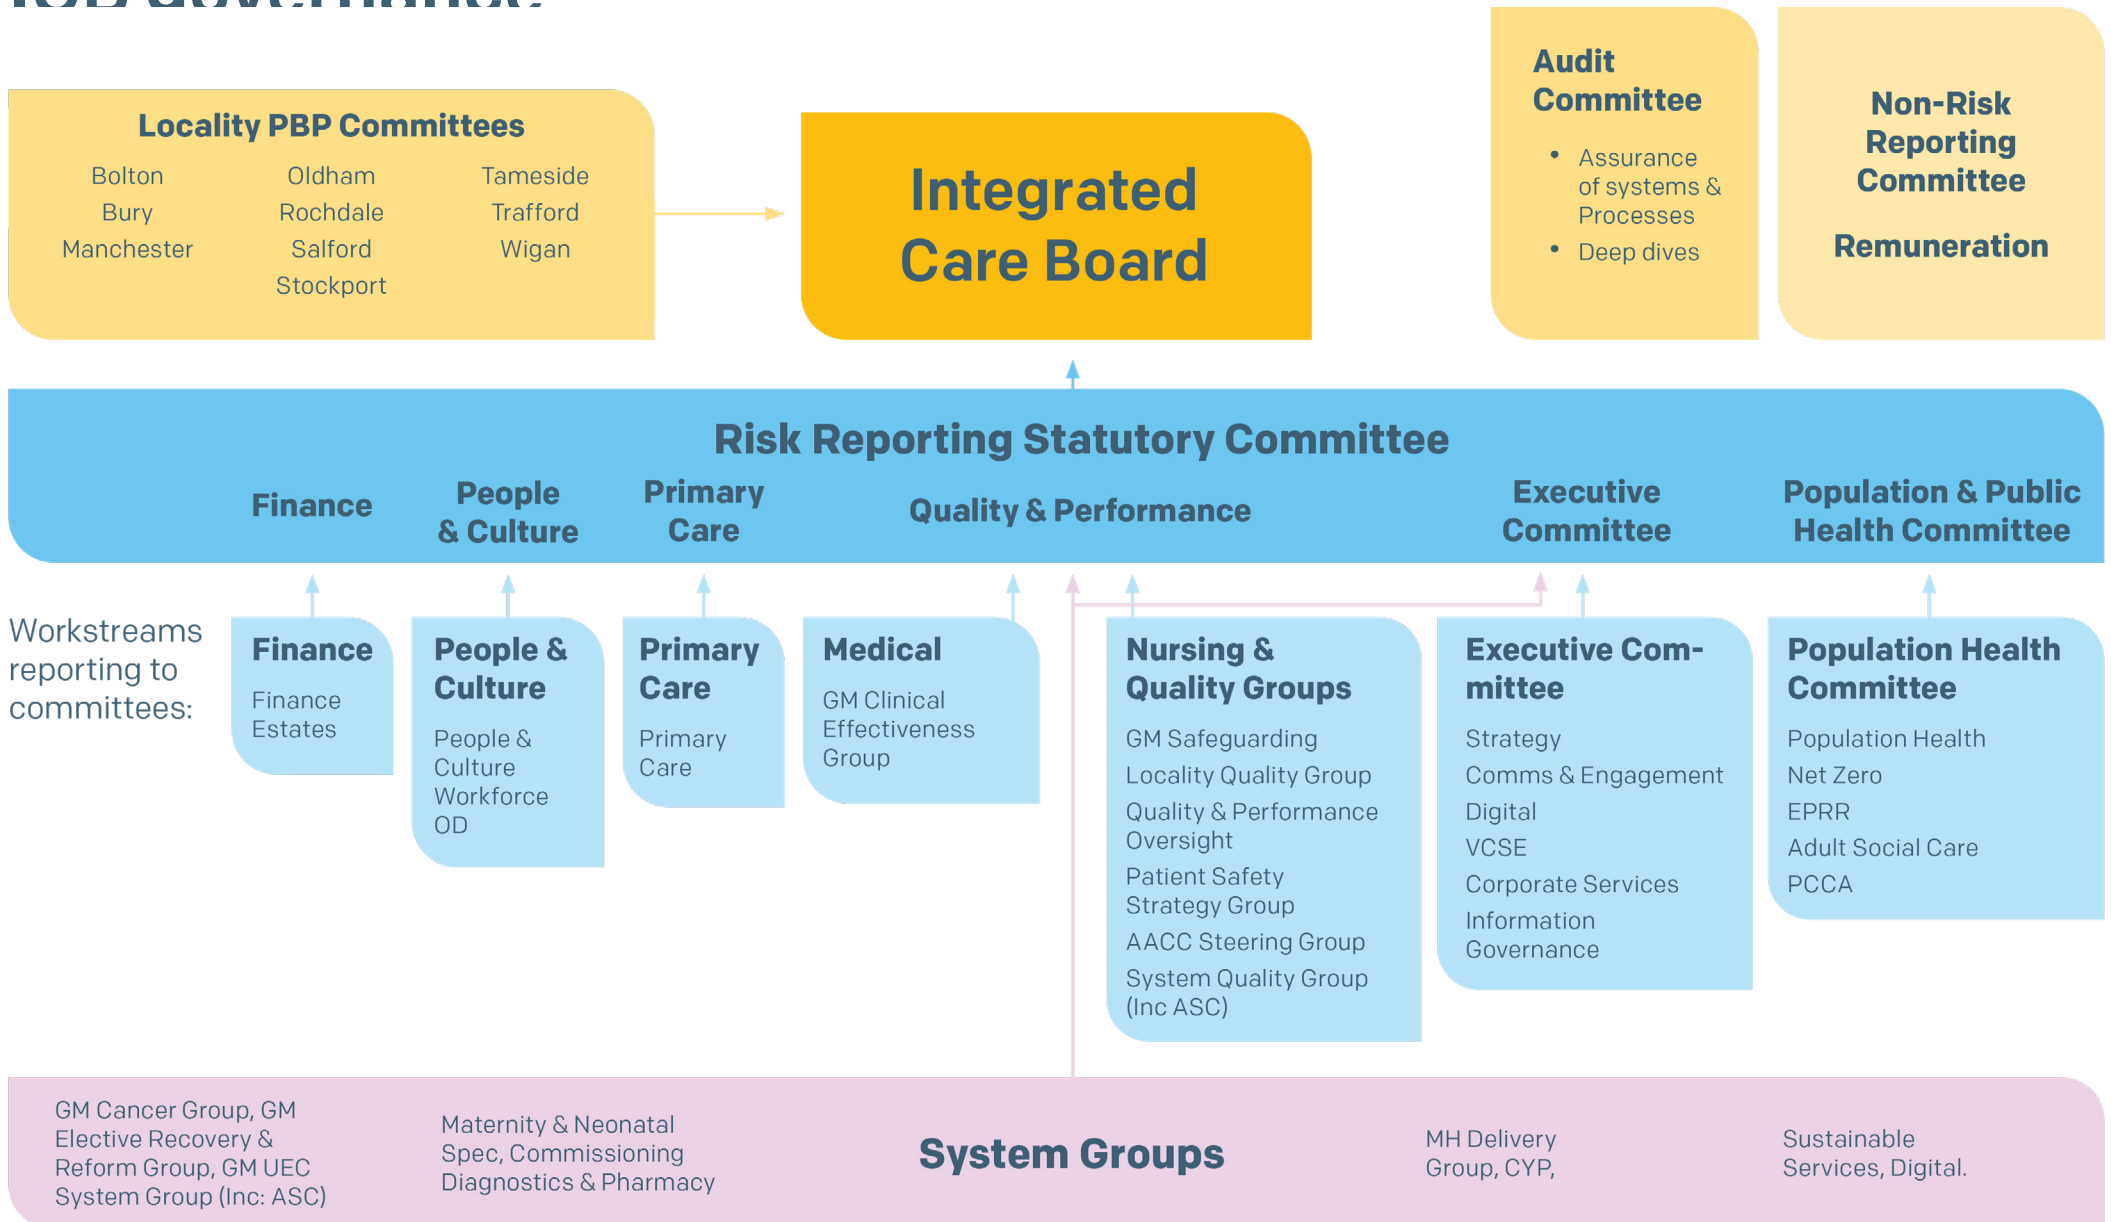 Governance
Locality PBP Committees
Bolton
Bury
Manchester
Oldham
Rochdale
Salford
Stockport
Tameside
Trafford
Wigan
Integrated
Care Board
Audit
Committee
• Assurance
of systems &
Processes
• Deep dives
Non-Risk
Reporting
Committee
Remuneration
Risk Reporting Statutory Committee
Finance
People
& Culture
Primary
Care
Quality & Performance
Executive
Committee
Population & Public
Health Committee
Workstreams
reporting to
committees:
Finance
Finance
Estates
People &
Culture
People &
Culture
Workforce
OD
Primary
Care
Primary
Care
Medical
GM Clinical
Effectiveness
Group
Nursing &
Quality Groups
GM Safeguarding
Locality Quality Group
Quality & Performance
Oversight
Patient Safety
Strategy Group
AACC Steering Group
System Quality Group
(Inc ASC)
Executive Com-
mittee
Strategy
Comms & Engagement
Digital
VCSE
Corporate Services
Information
Governance
Population Health
Committee
Population Health
Net Zero
EPRR
Adult Social Care
PCCA
GM Cancer Group, GM
Elective Recovery &
Reform Group, GM UEC
System Group (Inc: ASC)
Maternity & Neonatal
Spec, Commissioning
Diagnostics & Pharmacy
System Groups
MH Delivery
Group, CYP,
Sustainable
Services, Digital.